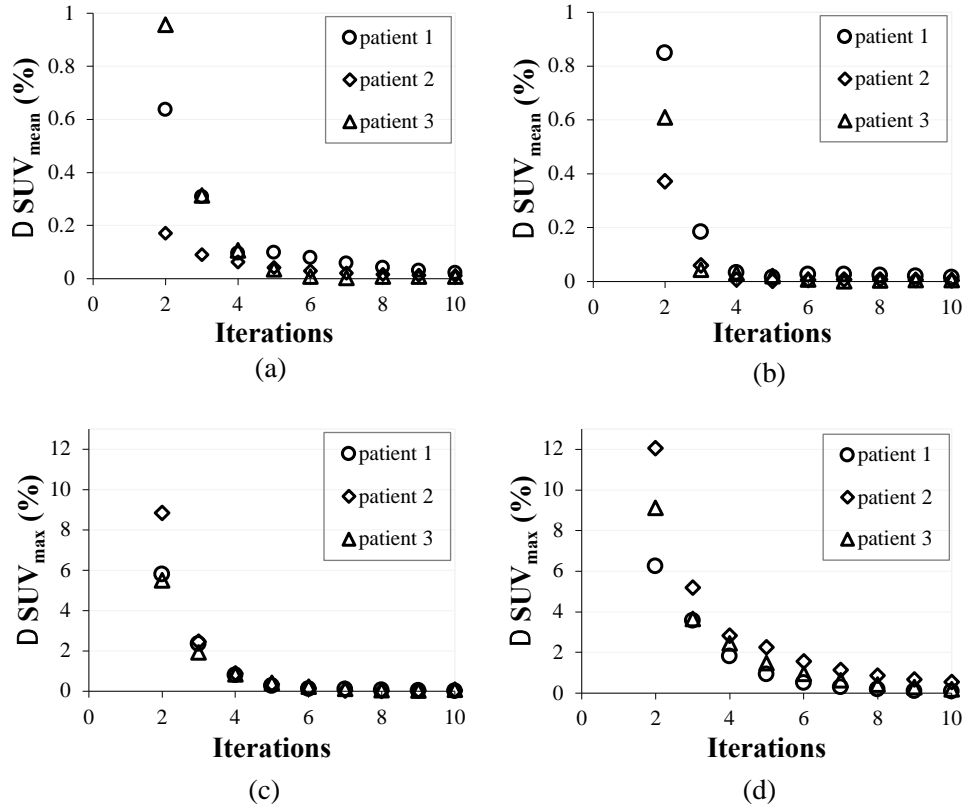 1
0.8
0.6
0.4
0.2
0
0 2 4 6 8 10
D SUVmean (%)
Iterations
patient 1
patient 2
patient 3
(a)
1
0.8
0.6
0.4
0.2
0
0 2 4 6 8 10
D SUVmean (%)
Iterations
patient 1
patient 2
patient 3
(b)
12
10
8
6
4
2
0
0 2 4 6 8 10
D SUVmax (%)
Iterations
patient 1
patient 2
patient 3
(c)
12
10
8
6
4
2
0
0 2 4 6 8 10
D SUVmax (%)
Iterations
patient 1
patient 2
patient 3
(d)